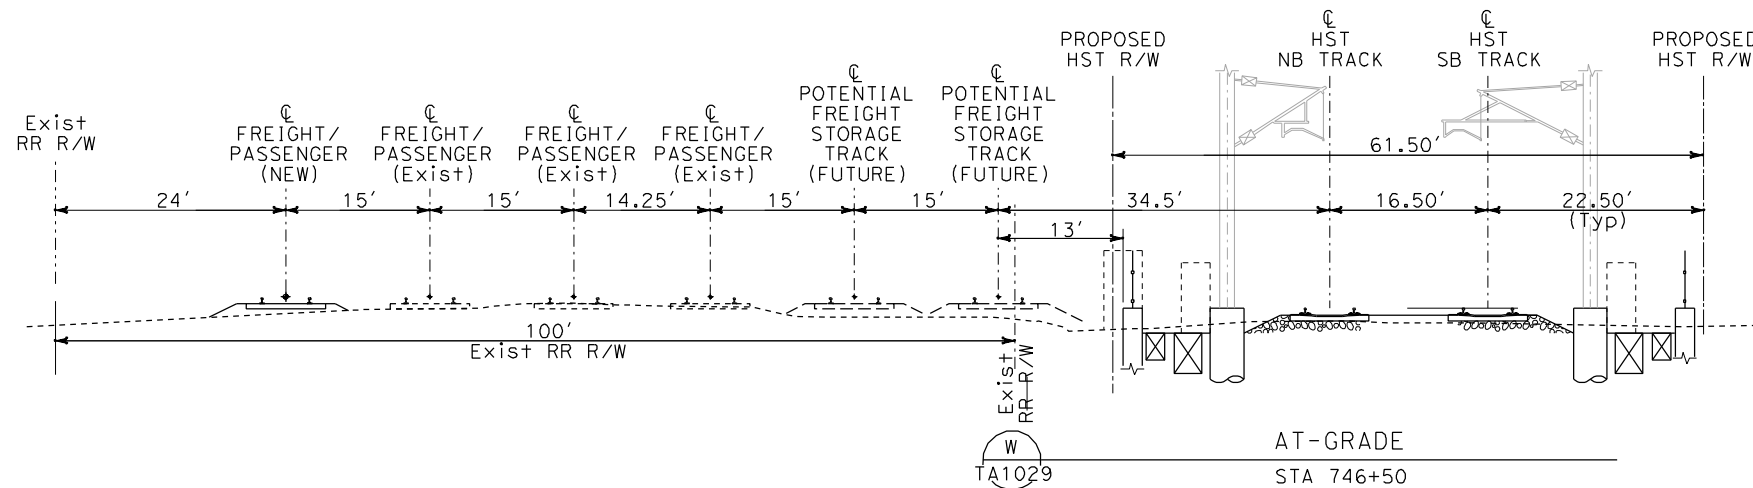 Exist
RR R/W
℄
FREIGHT/
PASSENGER
(NEW)
℄
FREIGHT/
PASSENGER
(Exist)
℄
FREIGHT/
PASSENGER
(Exist)
℄
FREIGHT/
PASSENGER
(Exist)
℄
POTENTIAL
FREIGHT
STORAGE
TRACK
(FUTURE)
℄
POTENTIAL
FREIGHT
STORAGE
TRACK
(FUTURE)
PROPOSED
HST R/W
℄
HST
NB TRACK
℄
HST
SB TRACK
PROPOSED
HST R/W
61.50'
24'
15'
15'
14.25'
15'
15'
34.5'
16.50'
22.50'
(Typ)
13'
100'
Exist RR R/W
Exist
RR R/W
W
TA1029
AT-GRADE
STA 746+50